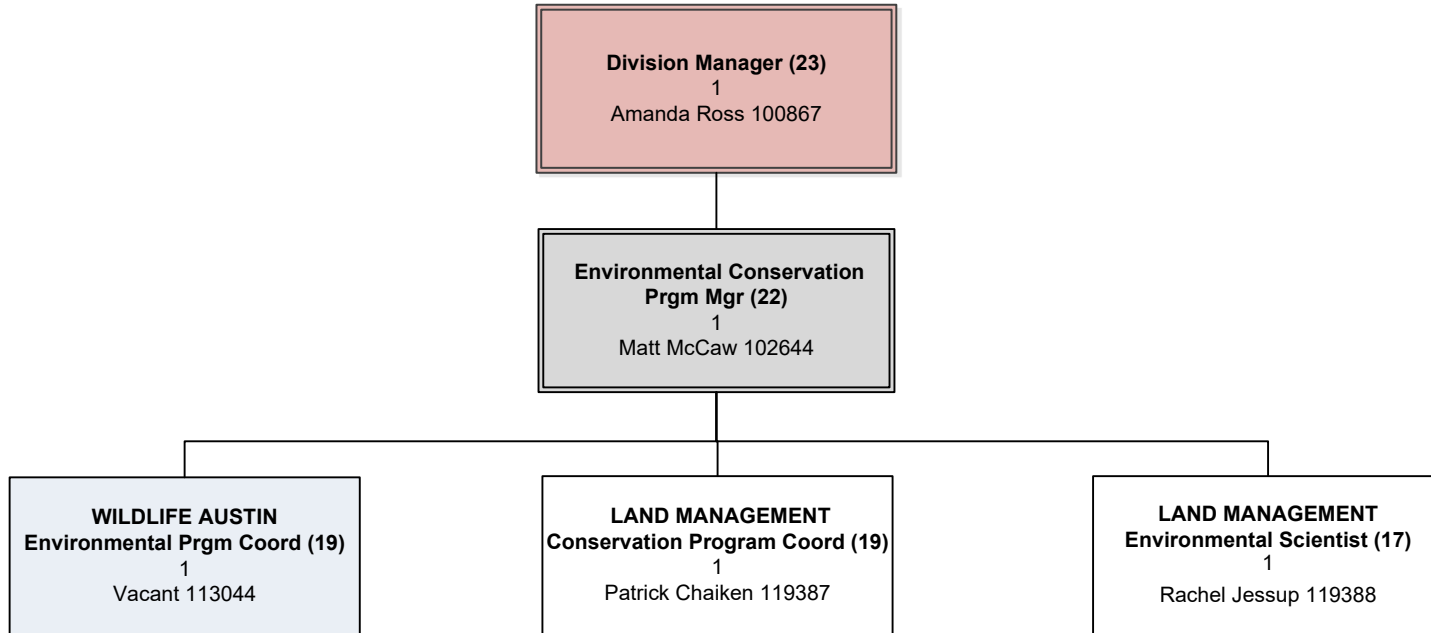 Division Manager (23)
1
Amanda Ross 100867
Environmental Conservation
Prgm Mgr (22)
1
Matt McCaw 102644
WILDLIFE AUSTIN
Environmental Prgm Coord (19)
1
Vacant 113044
LAND MANAGEMENT
Conservation Program Coord (19)
1
Patrick Chaiken 119387
LAND MANAGEMENT
Environmental Scientist (17)
1
Rachel Jessup 119388